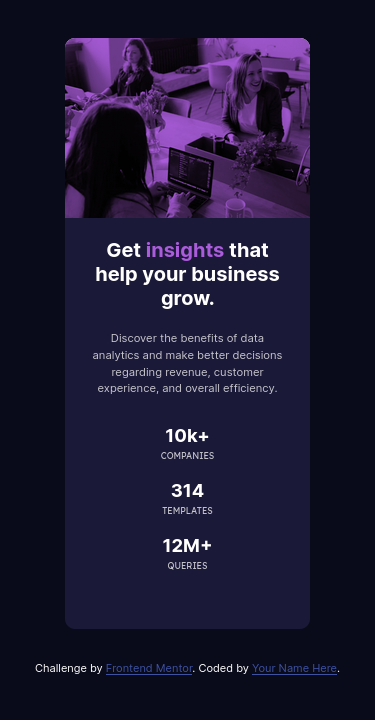 Get insights that
help your business
grow.
Discover the benefits of data
analytics and make better decisions
regarding revenue, customer
experience, and overall efficiency.
10k+
COMPANIES
314
TEMPLATES
12M+
QUERIES
Challenge by Frontend Mentor. Coded by Your Name Here.